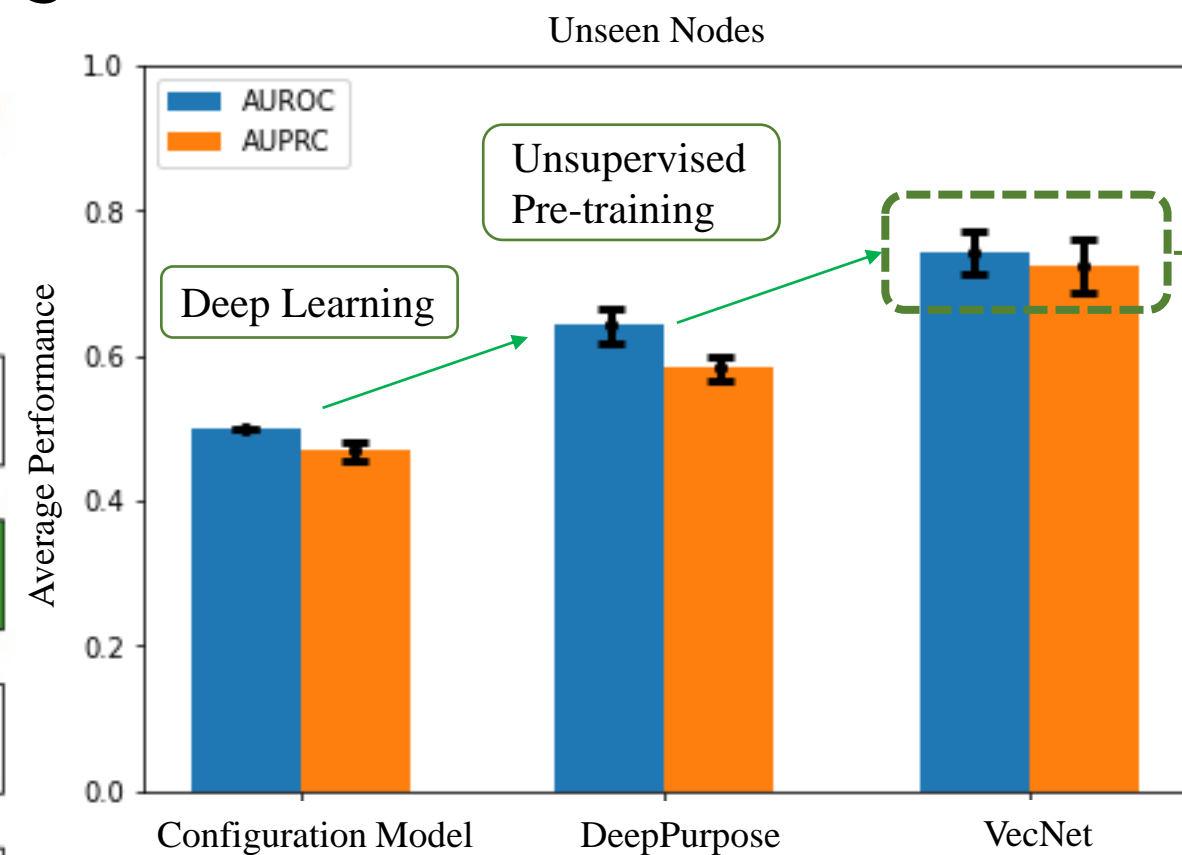 Unseen Nodes
1.0
AUROC
AUPRC
Unsupervised
Pre-training
0.8
Deep Learning
0.6
Average Performance
0.4
0.2
0.0
Configuration Model
DeepPurpose
VecNet